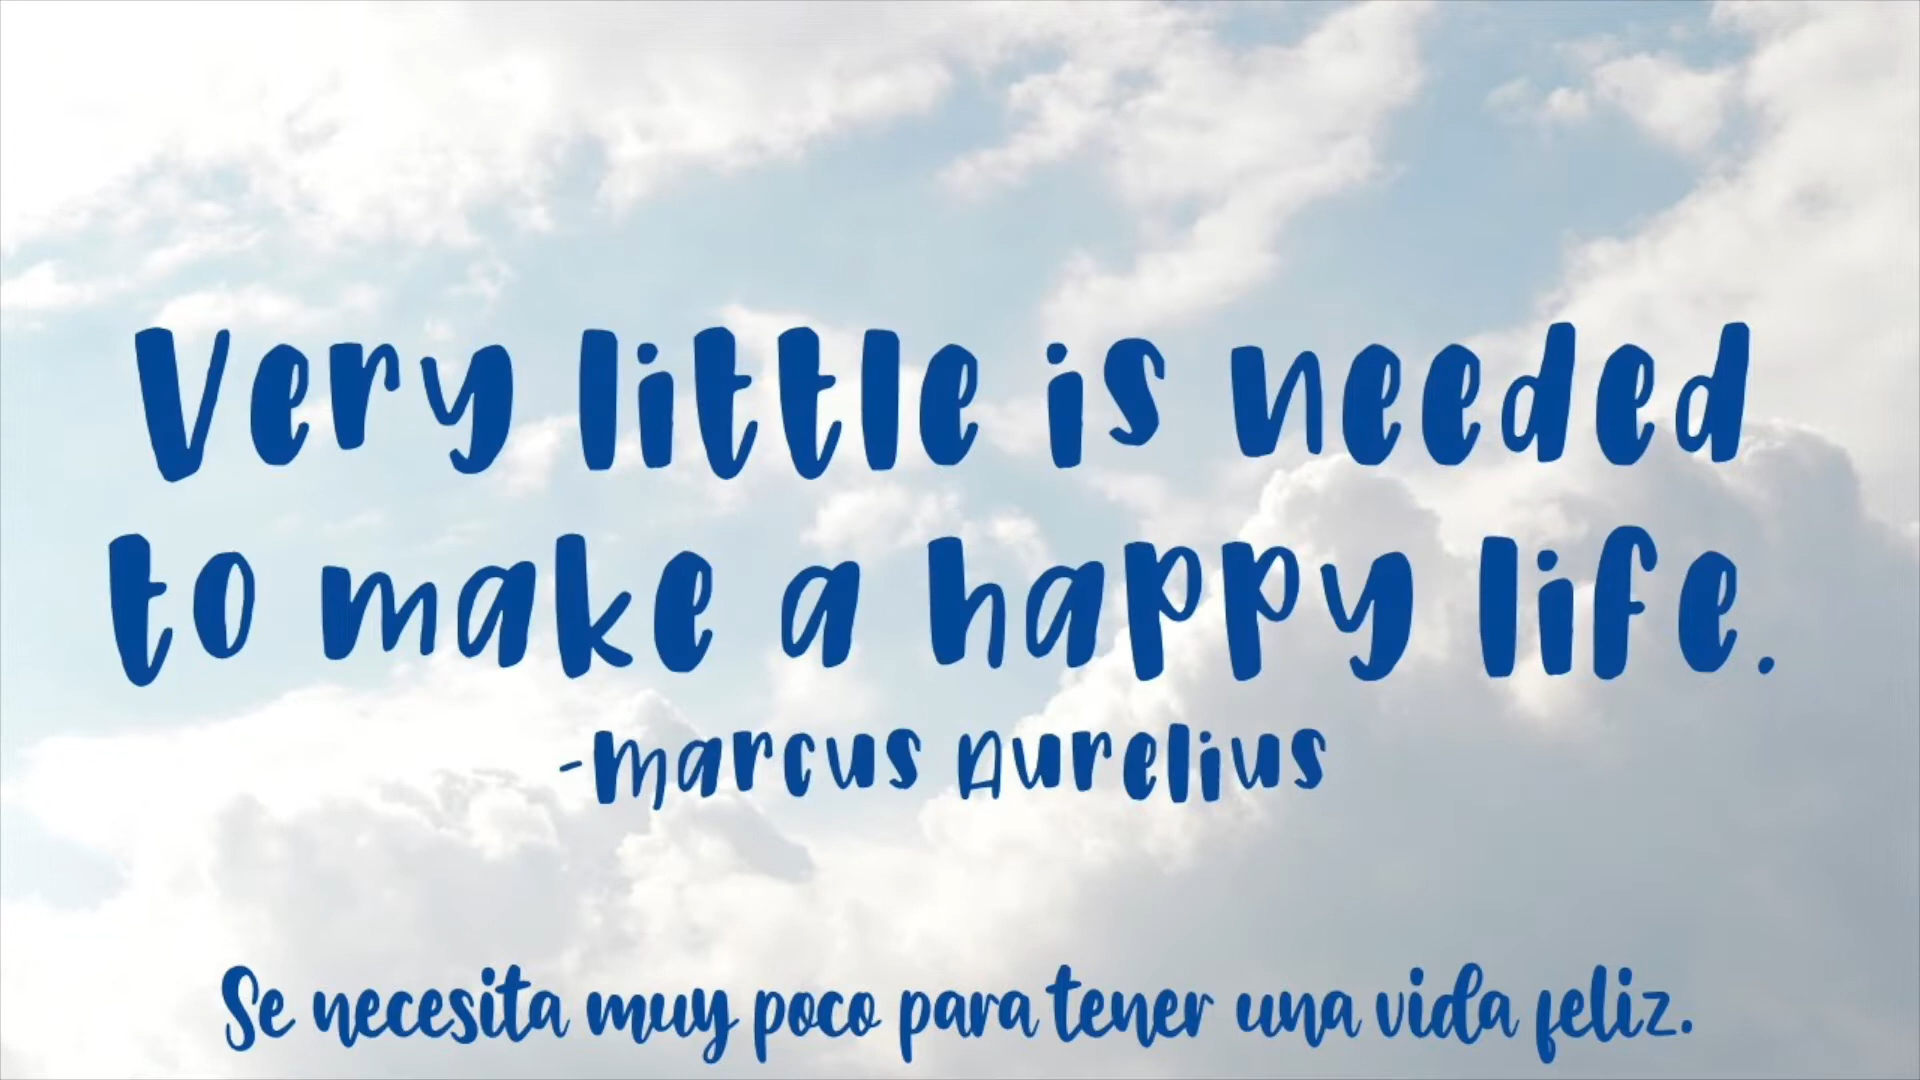 Very little is needed
to make a happy life.
-Marcus Aurelius
Se necesita muy poco para tener una vida feliz.